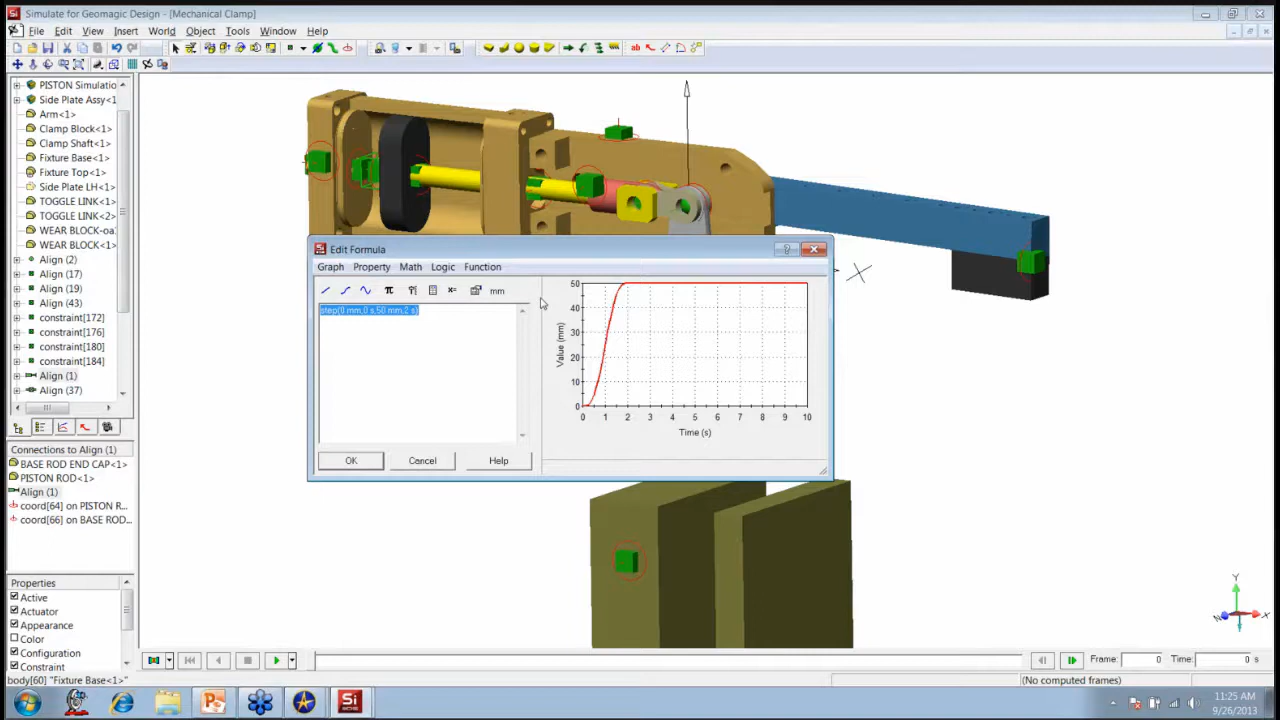 Simulate for Geomagic Design - [Mechanical Clamp]
File Edit View Insert World Object Tools Window Help
PISTON Simulatio
Side Plate Assy<1
Arm<1>
Clamp Block<1>
Clamp Shaft<1>
Fixture Base<1>
Fixture Top<1>
Side Plate LH<1>
TOGGLE LINK<1>
TOGGLE LINK<2>
WEAR BLOCK-oa
WEAR BLOCK<1>
Align (2)
Align (17)
Align (19)
Align (43)
constraint[172]
constraint[176]
constraint[180]
constraint[184]
Align (1)
Align (37)
Connections to Align (1)
BASE ROD END CAP<1>
PISTON ROD<1>
Align (1)
coord[64] on PISTON R...
coord[66] on BASE ROD...
Properties
Active
Actuator
Appearance
Color
Configuration
Constraint
Edit Formula
Graph Property Math Logic Function
mm
step(0 mm,0 s,50 mm,2 s)
50
40
30
20
10
0
Value (mm)
0 1 2 3 4 5 6 7 8 9 10
Time (s)
OK Cancel Help
Y
X
Frame: 0 Time: 0 s
body[60] "Fixture Base<1>"
(No computed frames)
11:25 AM
9/26/2013